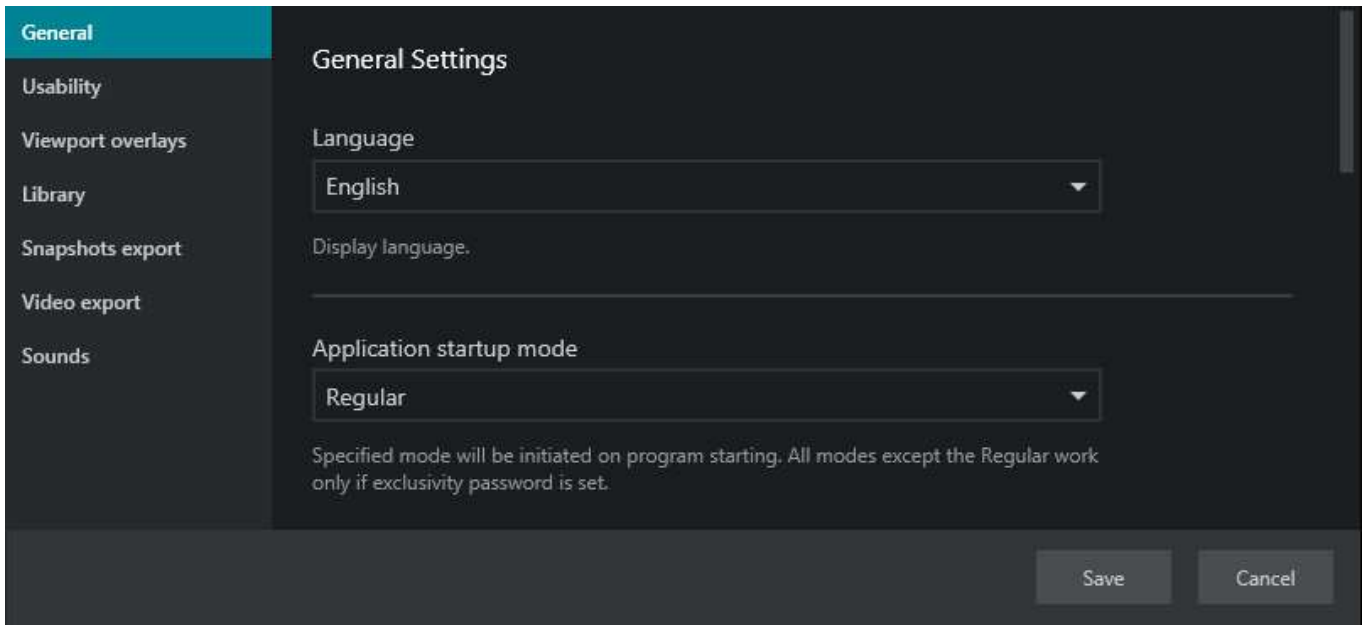 General
Usability
Viewport overlays
Library
Snapshots export
Video export
Sounds
General Settings
Language
English
Display language.
Application startup mode
Regular
Specified mode will be initiated on program starting. All modes except the Regular work
only if exclusivity password is set.
Save
Cancel